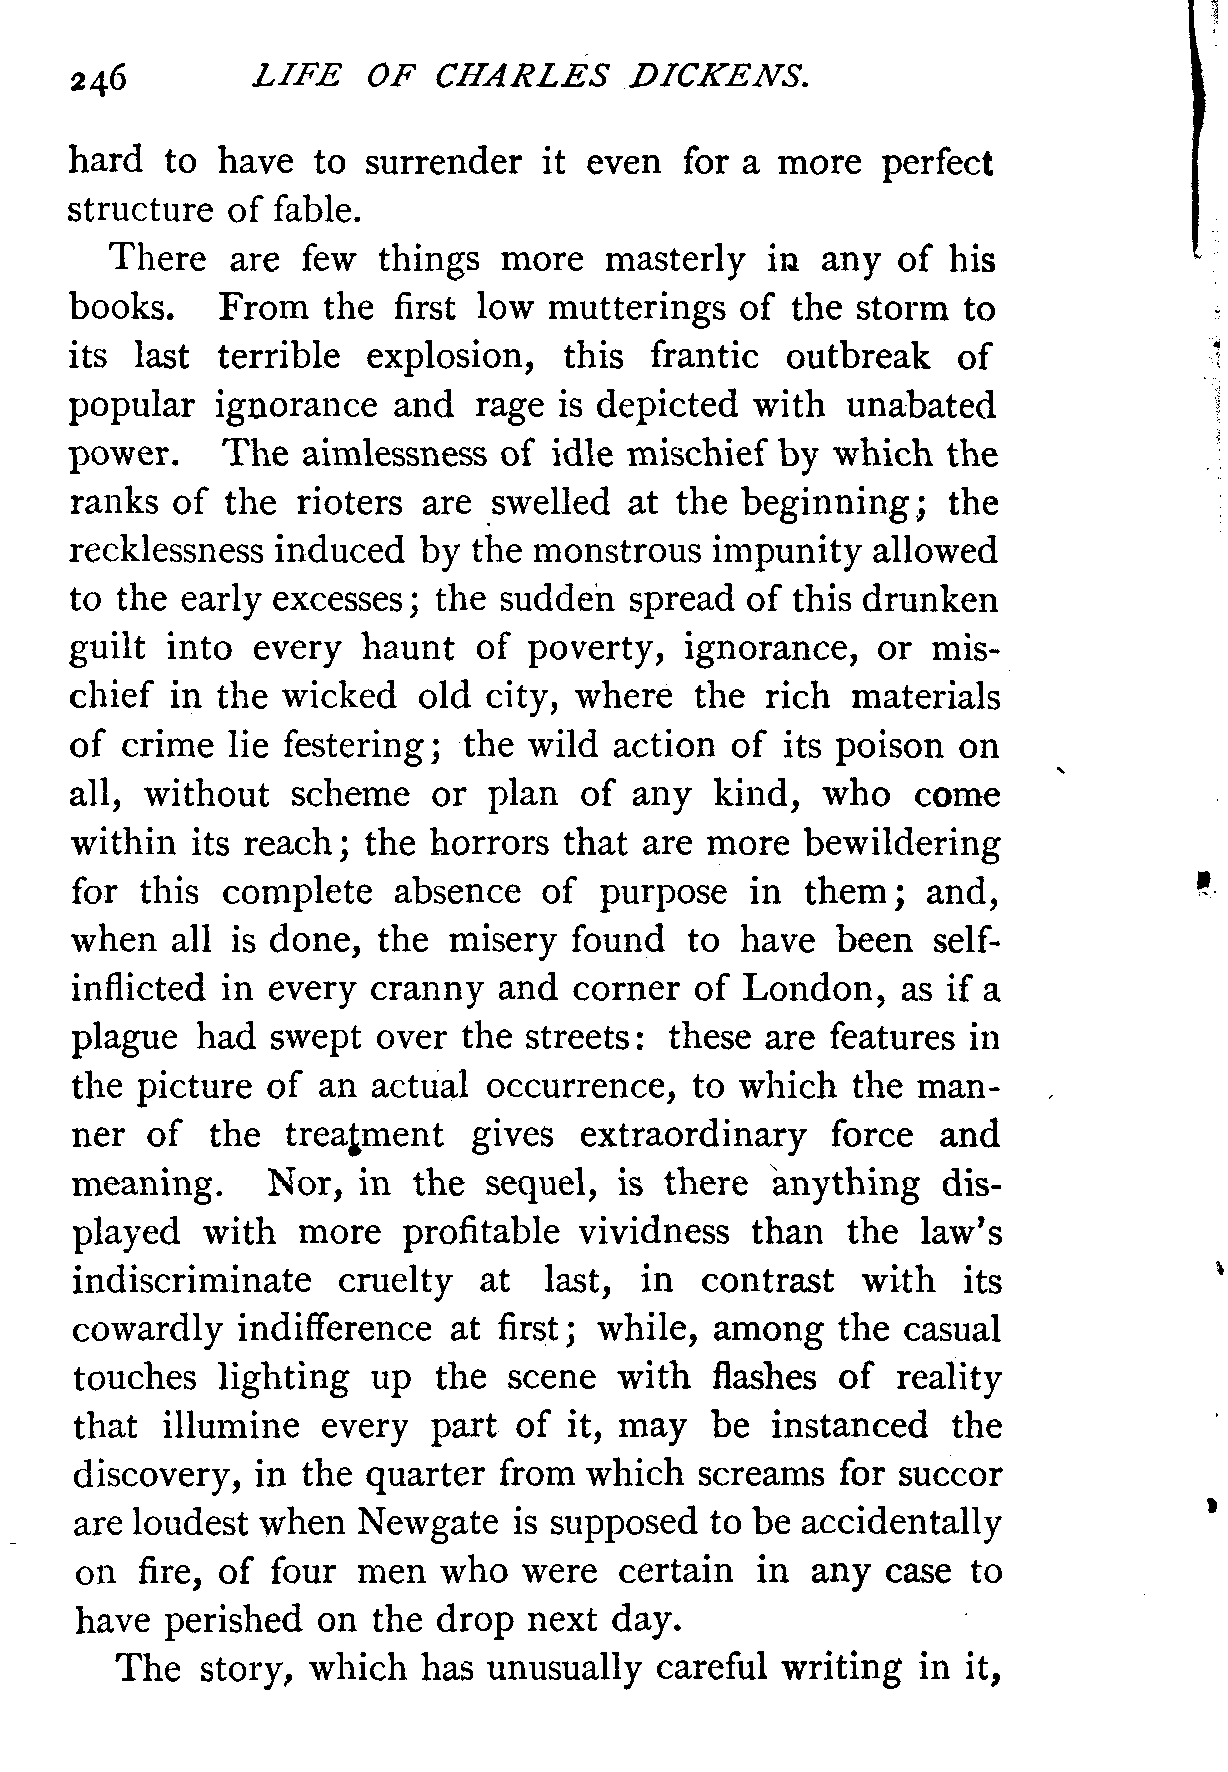 246 LIFE OF CHARLES DICKENS.
hard to have to surrender it even for a more perfect
structure of fable.
There are few things more masterly in any of his
books. From the first low mutterings of the storm to
its last terrible explosion, this frantic outbreak of
popular ignorance and rage is depicted with unabated
power. The aimlessness of idle mischief by which the
ranks of the rioters are swelled at the beginning; the
recklessness induced by the monstrous impunity allowed
to the early excesses; the sudden spread of this drunken
guilt into every haunt of poverty, ignorance, or mis-
chief in the wicked old city, where the rich materials
of crime lie festering; the wild action of its poison on
all, without scheme or plan of any kind, who come
within its reach; the horrors that are more bewildering
for this complete absence of purpose in them; and,
when all is done, the misery found to have been self-
inflicted in every cranny and corner of London, as if a
plague had swept over the streets: these are features in
the picture of an actual occurrence, to which the man-
ner of the treatment gives extraordinary force and
meaning. Nor, in the sequel, is there anything dis-
played with more profitable vividness than the law's
indiscriminate cruelty at last, in contrast with its
cowardly indifference at first; while, among the casual
touches lighting up the scene with flashes of reality
that illumine every part of it, may be instanced the
discovery, in the quarter from which screams for succor
are loudest when Newgate is supposed to be accidentally
on fire, of four men who were certain in any case to
have perished on the drop next day.
The story, which has unusually careful writing in it,